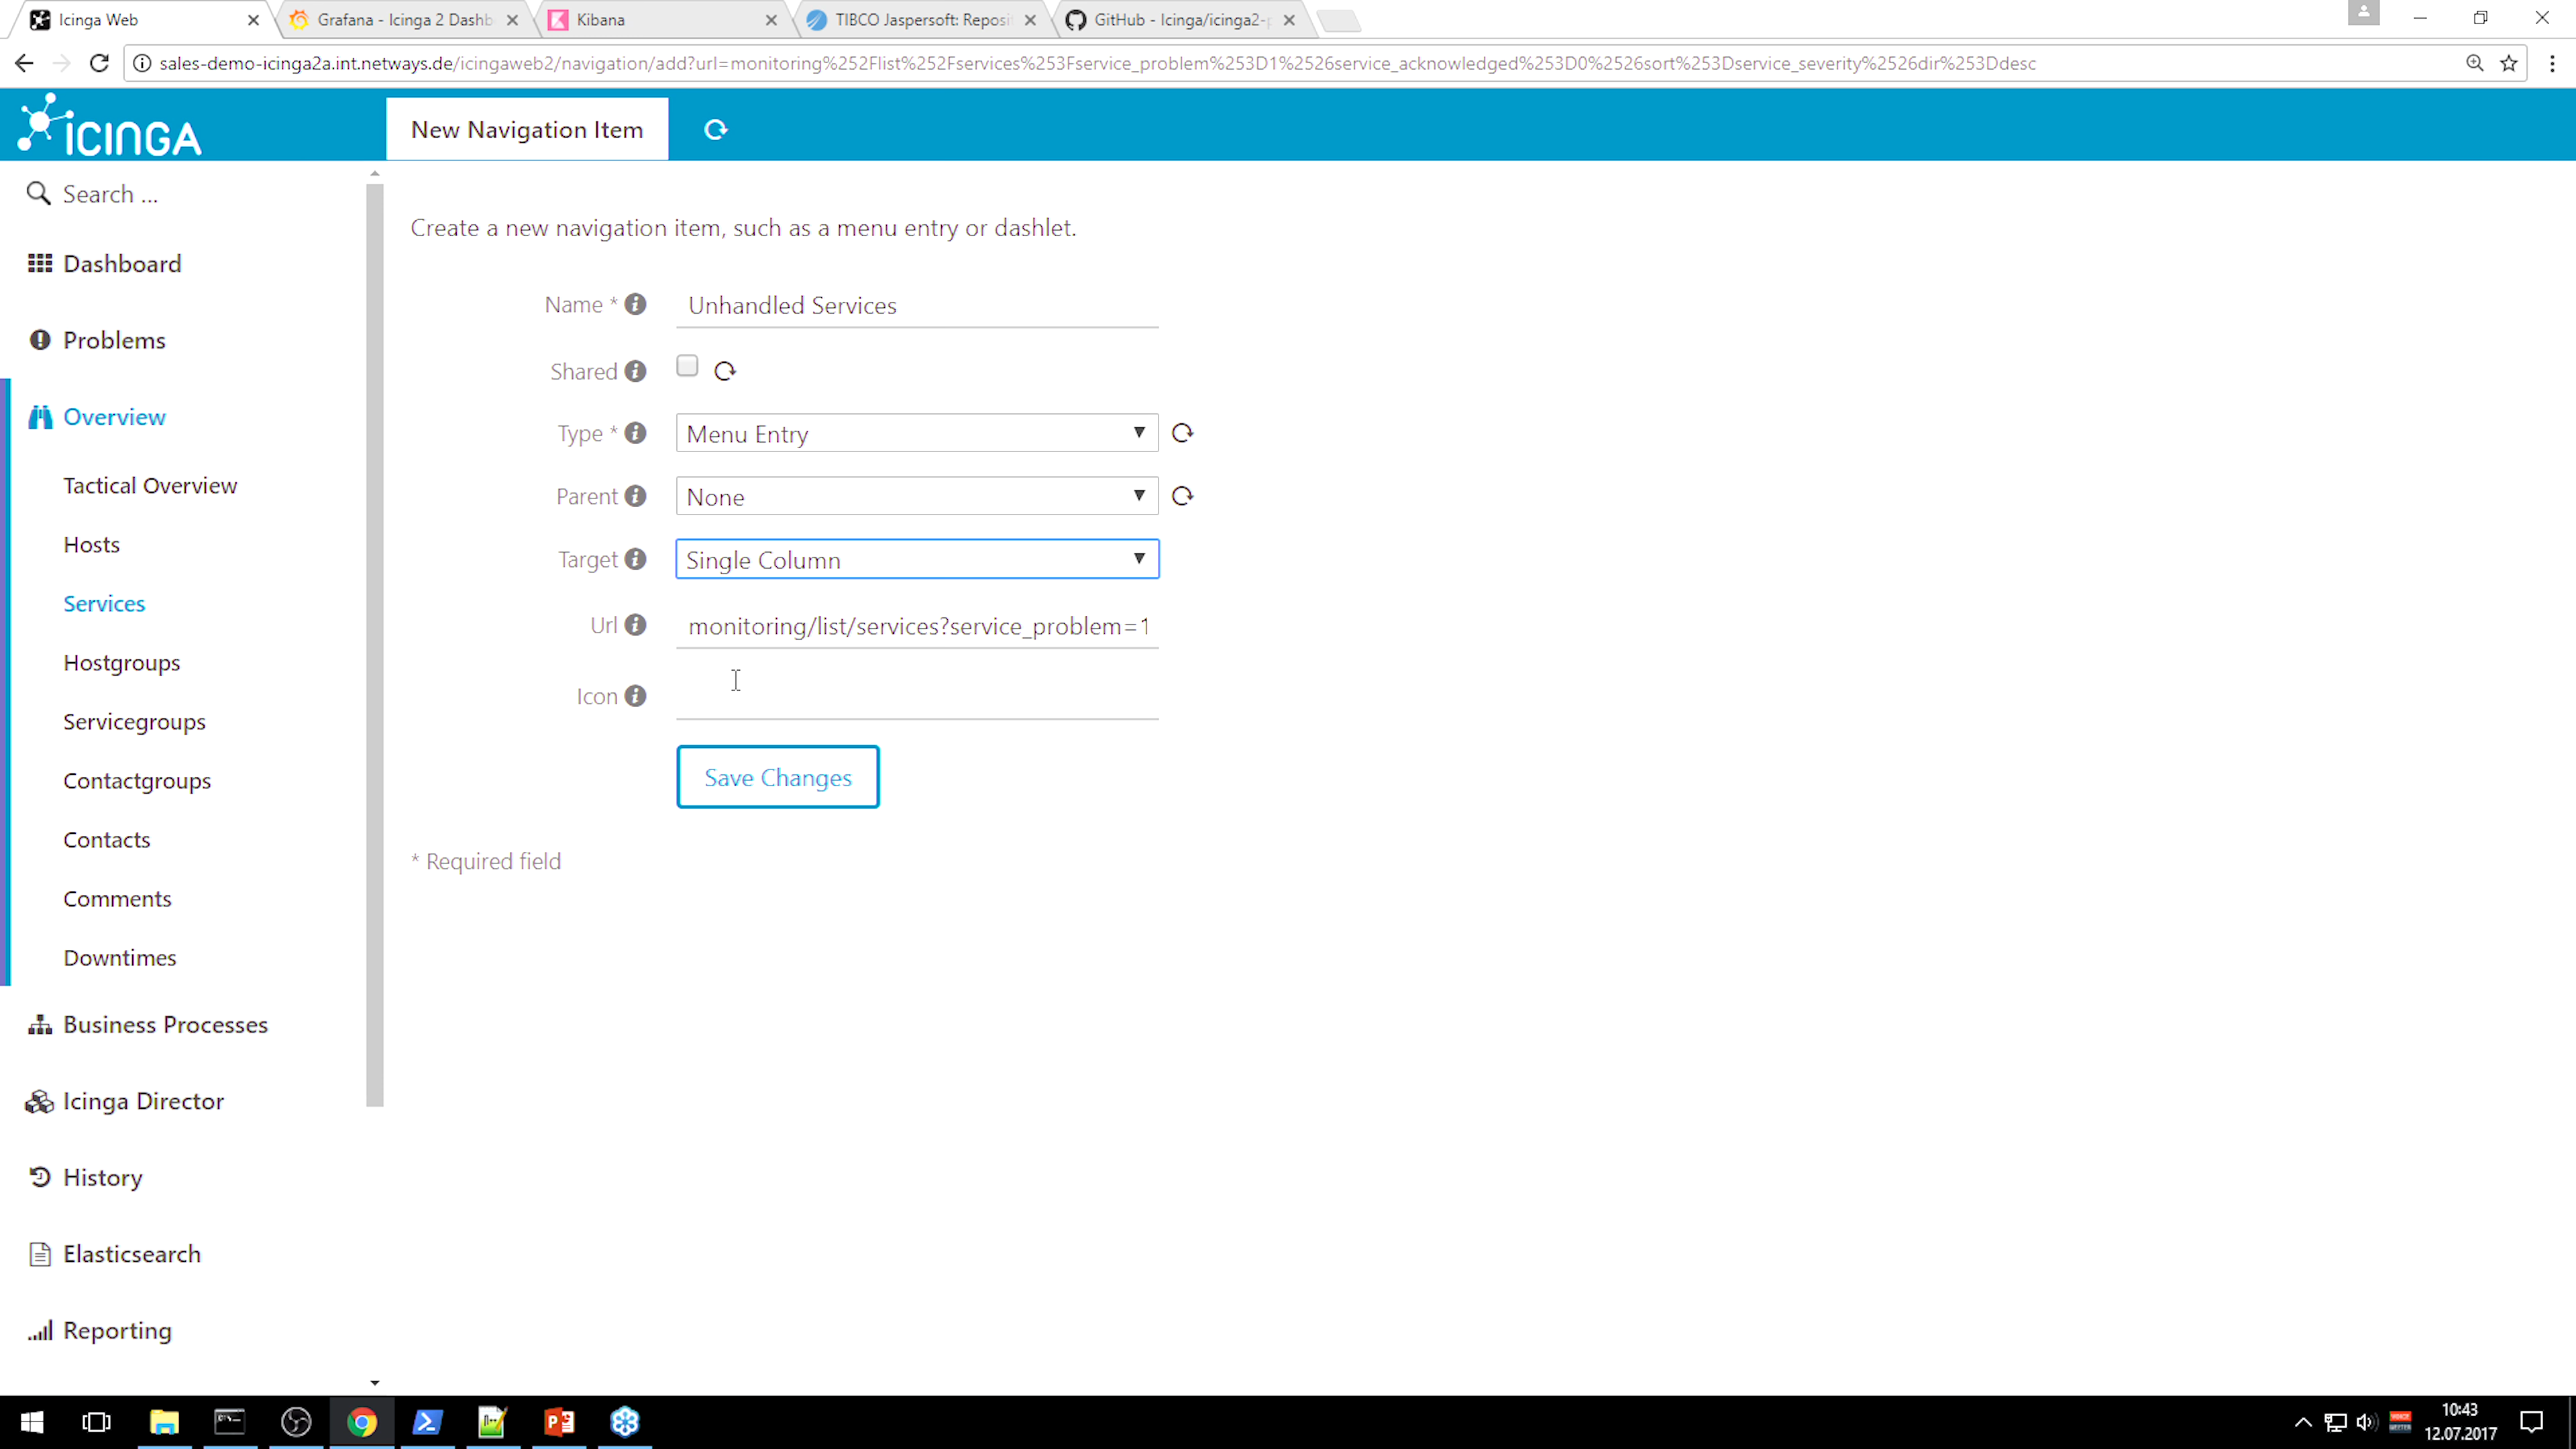 Icinga Web
Grafana - Icinga 2 Dashb
Kibana
TIBCO Jaspersoft: Reposi
GitHub - Icinga/icinga2-p
sales-demo-icinga2a.int.netways.de/icingaweb2/navigation/add?url=monitoring%252Flist%252Fservices%253Fservice_problem%253D1%2526service_acknowledged%253D0%2526sort%253Dservice_severity%2526dir%253Ddesc
ICINGA
New Navigation Item
Search ...
Dashboard
Problems
Overview
Tactical Overview
Hosts
Services
Hostgroups
Servicegroups
Contactgroups
Contacts
Comments
Downtimes
Business Processes
Icinga Director
History
Elasticsearch
Reporting
Create a new navigation item, such as a menu entry or dashlet.
Name * Unhandled Services
Shared
Type * Menu Entry
Parent None
Target Single Column
Url monitoring/list/services?service_problem=1
Icon
Save Changes
* Required field
10:43
12.07.2017